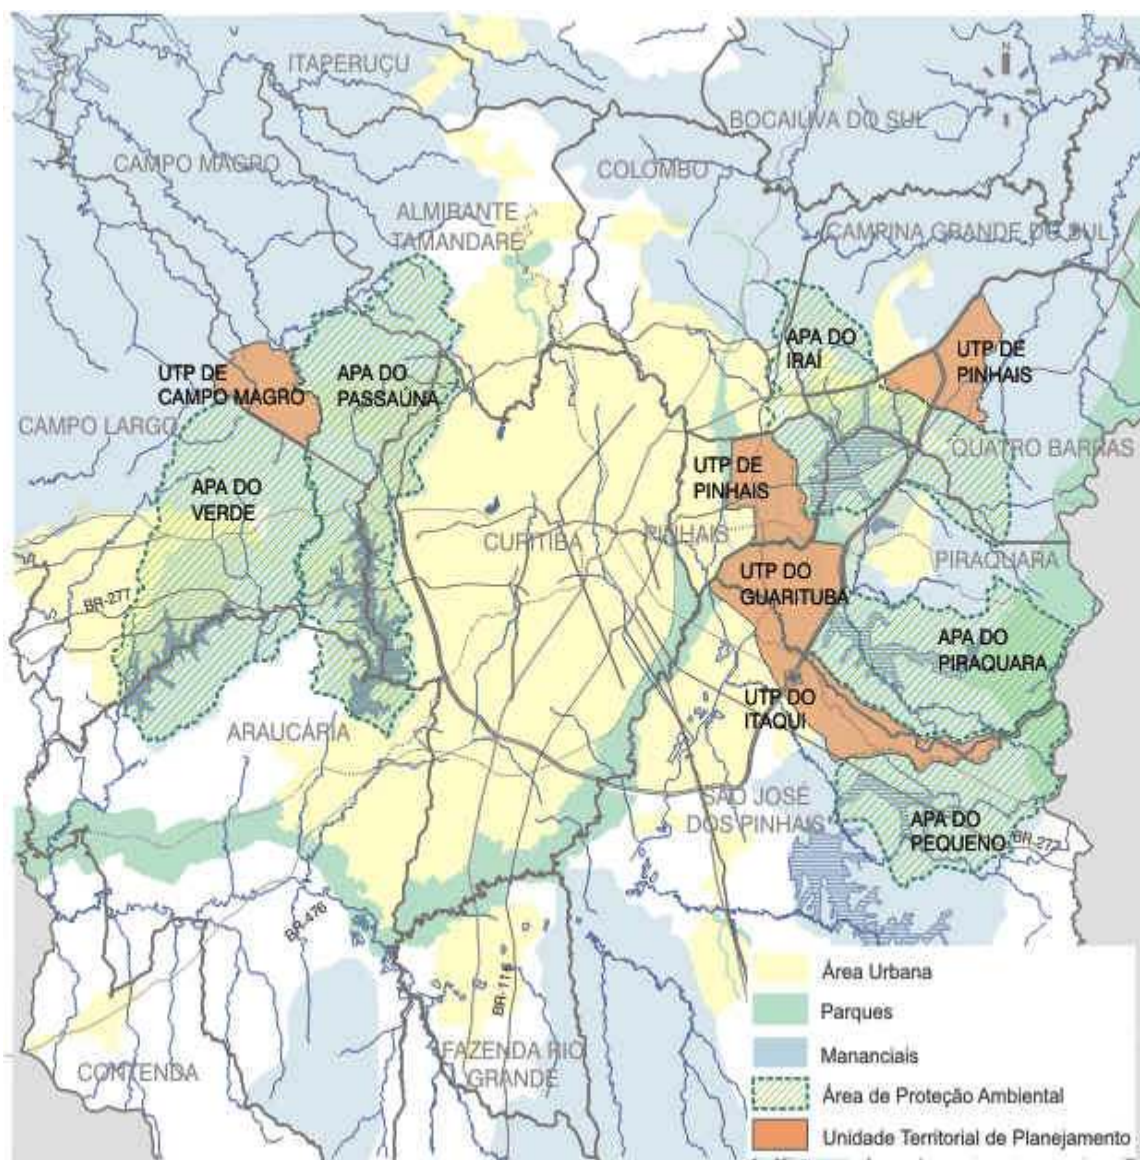 N
ITAPERUÇU
BOCAIUVA DO SUL
CAMPO MAGRO
COLOMBO
ALMIRANTE
TAMANDARÉ
CAMPINA GRANDE DO SUL
APA DO
IRAÍ
UTP DE
PINHAIS
UTP DE
CAMPO MAGRO
APA DO
PASSAÚNA
CAMPO LARGO
QUATRO BARRAS
UTP DE
PINHAIS
APA DO
VERDE
CURITIBA
PINHAIS
PIRAQUARA
UTP DO
GUARITUBA
BR-277
APA DO
PIRAQUARA
UTP DO
ITAQUI
ARAUCÁRIA
SÃO JOSÉ
DOS PINHAIS
APA DO
PEQUENO
BR-277
BR-476
BR-116
FAZENDA RIO
GRANDE
CONTENDA
Área Urbana
Parques
Mananciais
Área de Proteção Ambiental
Unidade Territorial de Planejamento